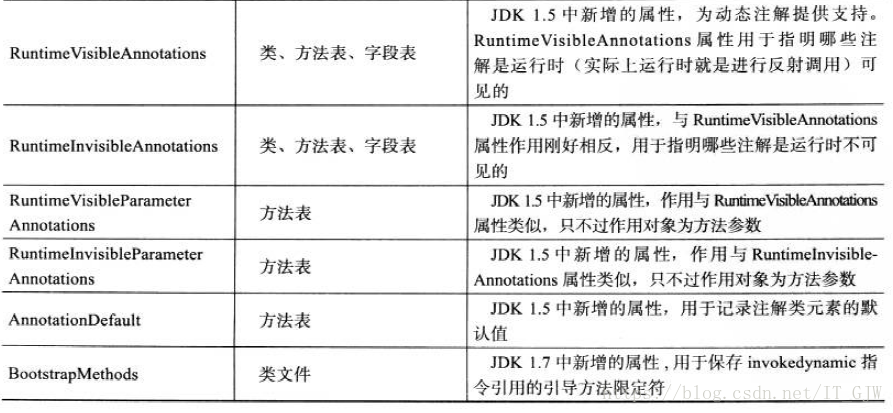 JDK 1.5 中新增的属性，为动态注解提供支持。
RuntimeVisibleAnnotations 属性用于指明哪些注
解是运行时（实际上运行时就是进行反射调用）可
见的
RuntimeVisibleAnnotations
类、方法表、字段表
JDK 1.5 中新增的属性，与 RuntimeVisibleAnnotations
属性作用刚好相反，用于指明哪些注解是运行时不可
见的
RuntimeInvisibleAnnotations
类、方法表、字段表
RuntimeVisibleParameter
Annotations
方法表
JDK 1.5 中新增的属性，作用与 RuntimeVisibleAnnotations
属性类似，只不过作用对象为方法参数
RuntimeInvisibleParameter
Annotations
方法表
JDK 1.5 中新增的属性，作用与 RuntimeInvisible-
Annotations 属性类似，只不过作用对象为方法参数
AnnotationDefault
方法表
JDK 1.5 中新增的属性，用于记录注解类元素的默
认值
BootstrapMethods
类文件
JDK 1.7 中新增的属性 , 用于保存 invokedynamic 指
令引用的引导方法限定符
https://blog.csdn.net/IT_GJW